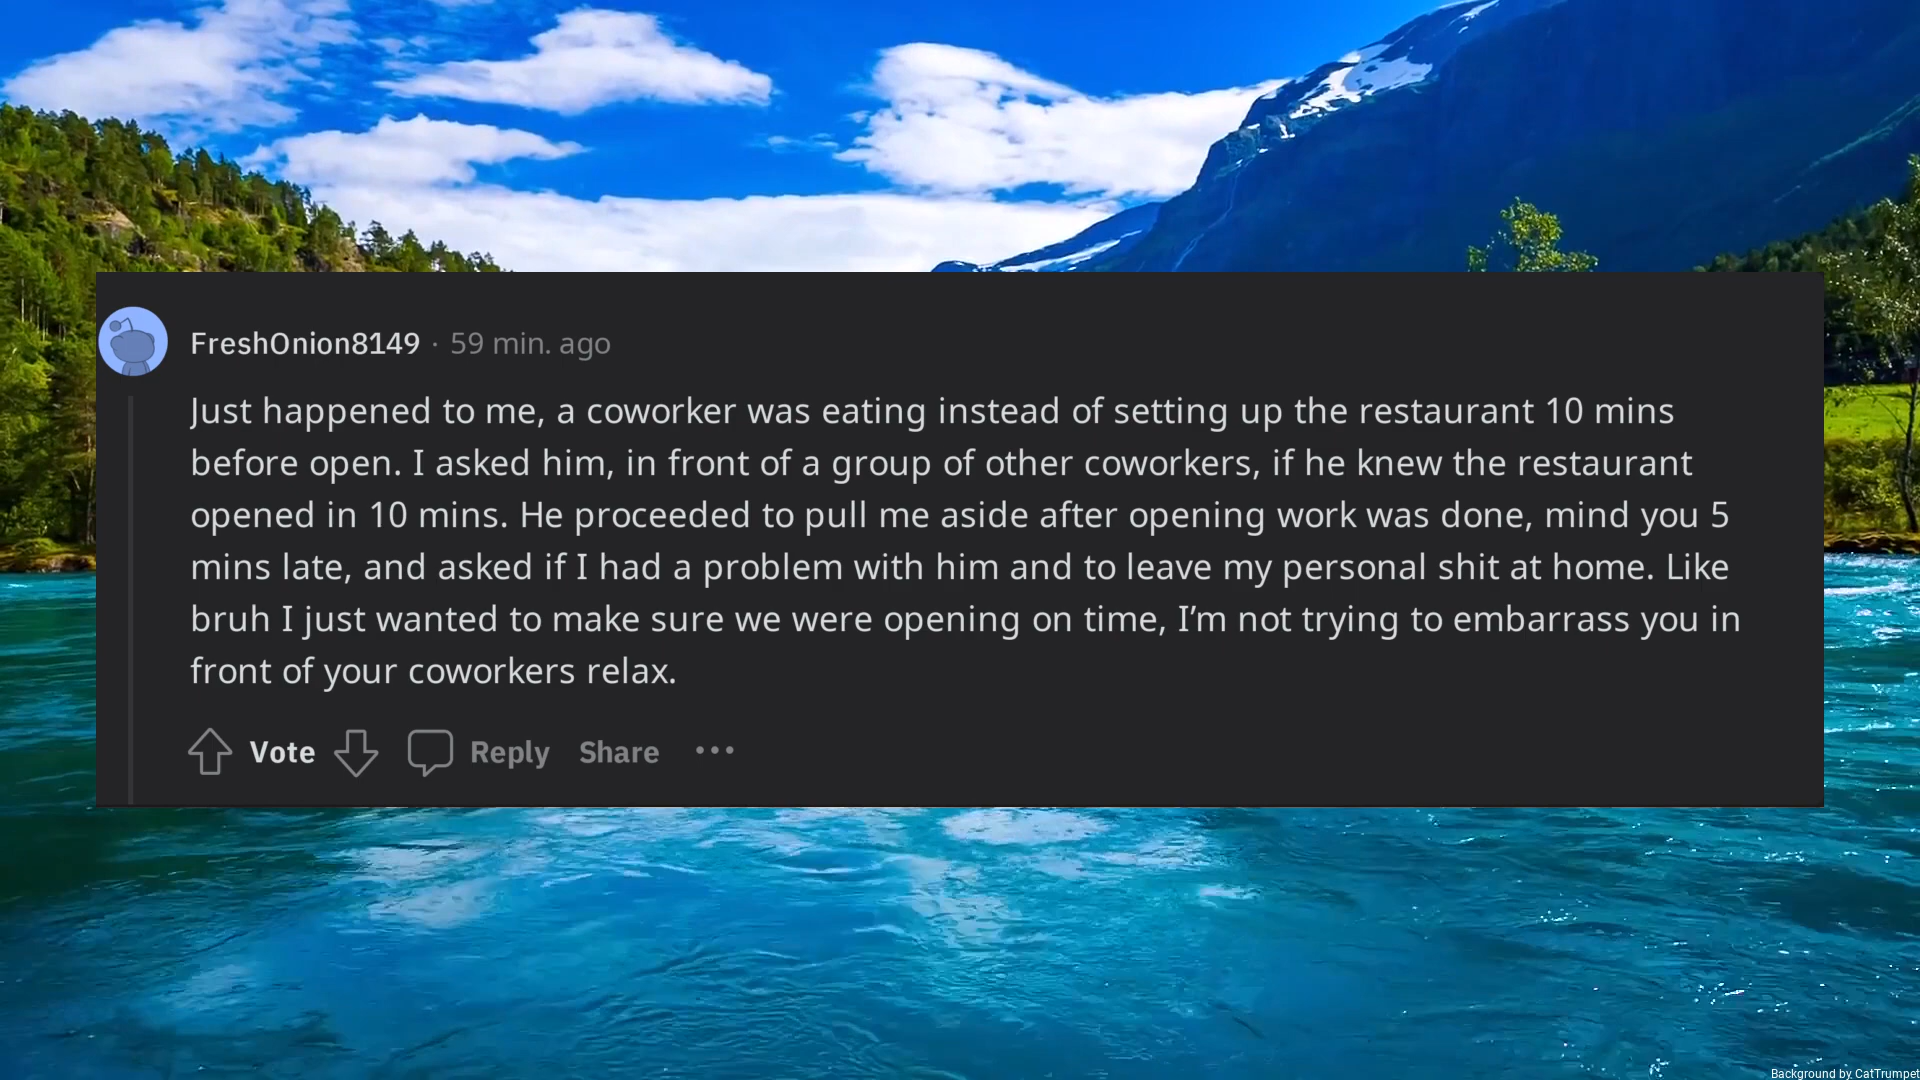 FreshOnion8149 · 59 min. ago
Just happened to me, a coworker was eating instead of setting up the restaurant 10 mins
before open. I asked him, in front of a group of other coworkers, if he knew the restaurant
opened in 10 mins. He proceeded to pull me aside after opening work was done, mind you 5
mins late, and asked if I had a problem with him and to leave my personal shit at home. Like
bruh I just wanted to make sure we were opening on time, I’m not trying to embarrass you in
front of your coworkers relax.
Vote Reply Share ···
Background by CatTrumpet